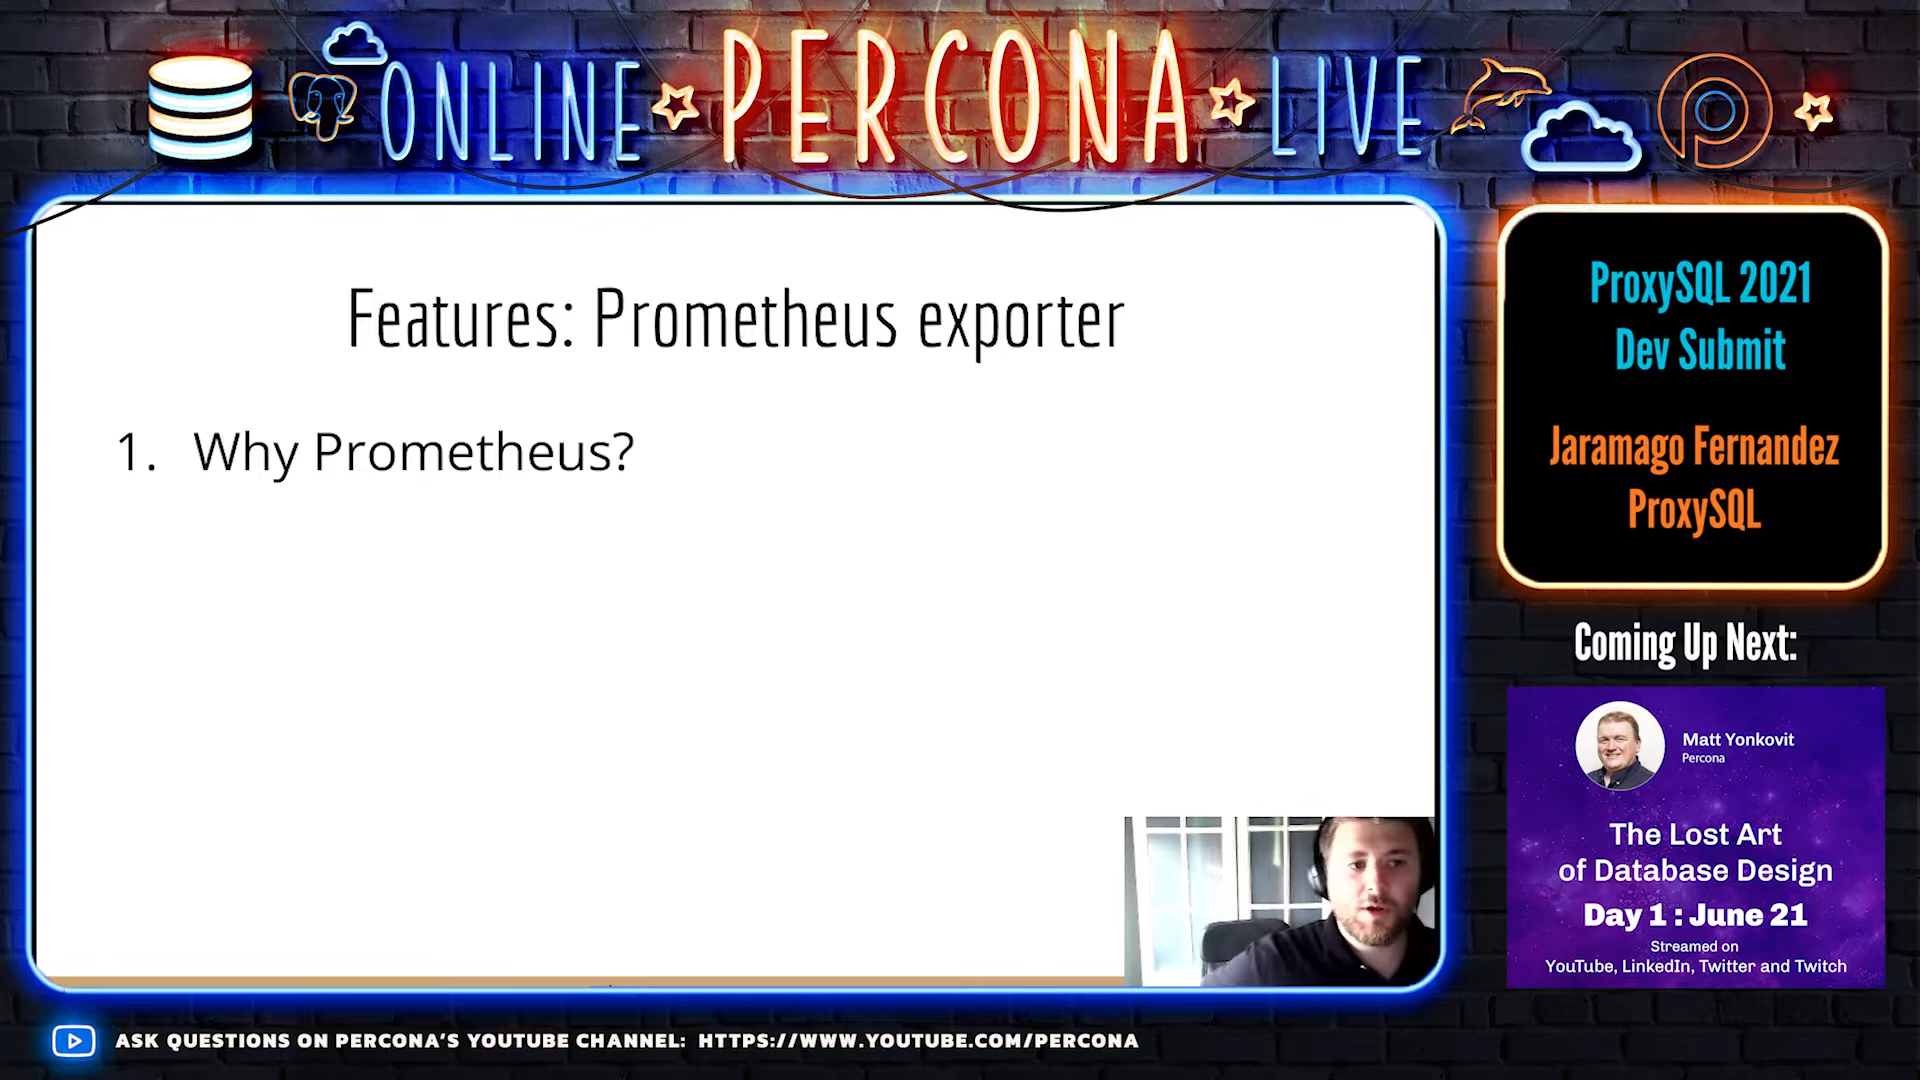 ONLINE PERCONA LIVE
Features: Prometheus exporter
1. Why Prometheus?
ProxySQL 2021
Dev Submit
Jaramago Fernandez
ProxySQL
Coming Up Next:
Matt Yonkovit
Percona
The Lost Art
of Database Design
Day 1 : June 21
Streamed on
YouTube, LinkedIn, Twitter and Twitch
ASK QUESTIONS ON PERCONA'S YOUTUBE CHANNEL: HTTPS://WWW.YOUTUBE.COM/PERCONA